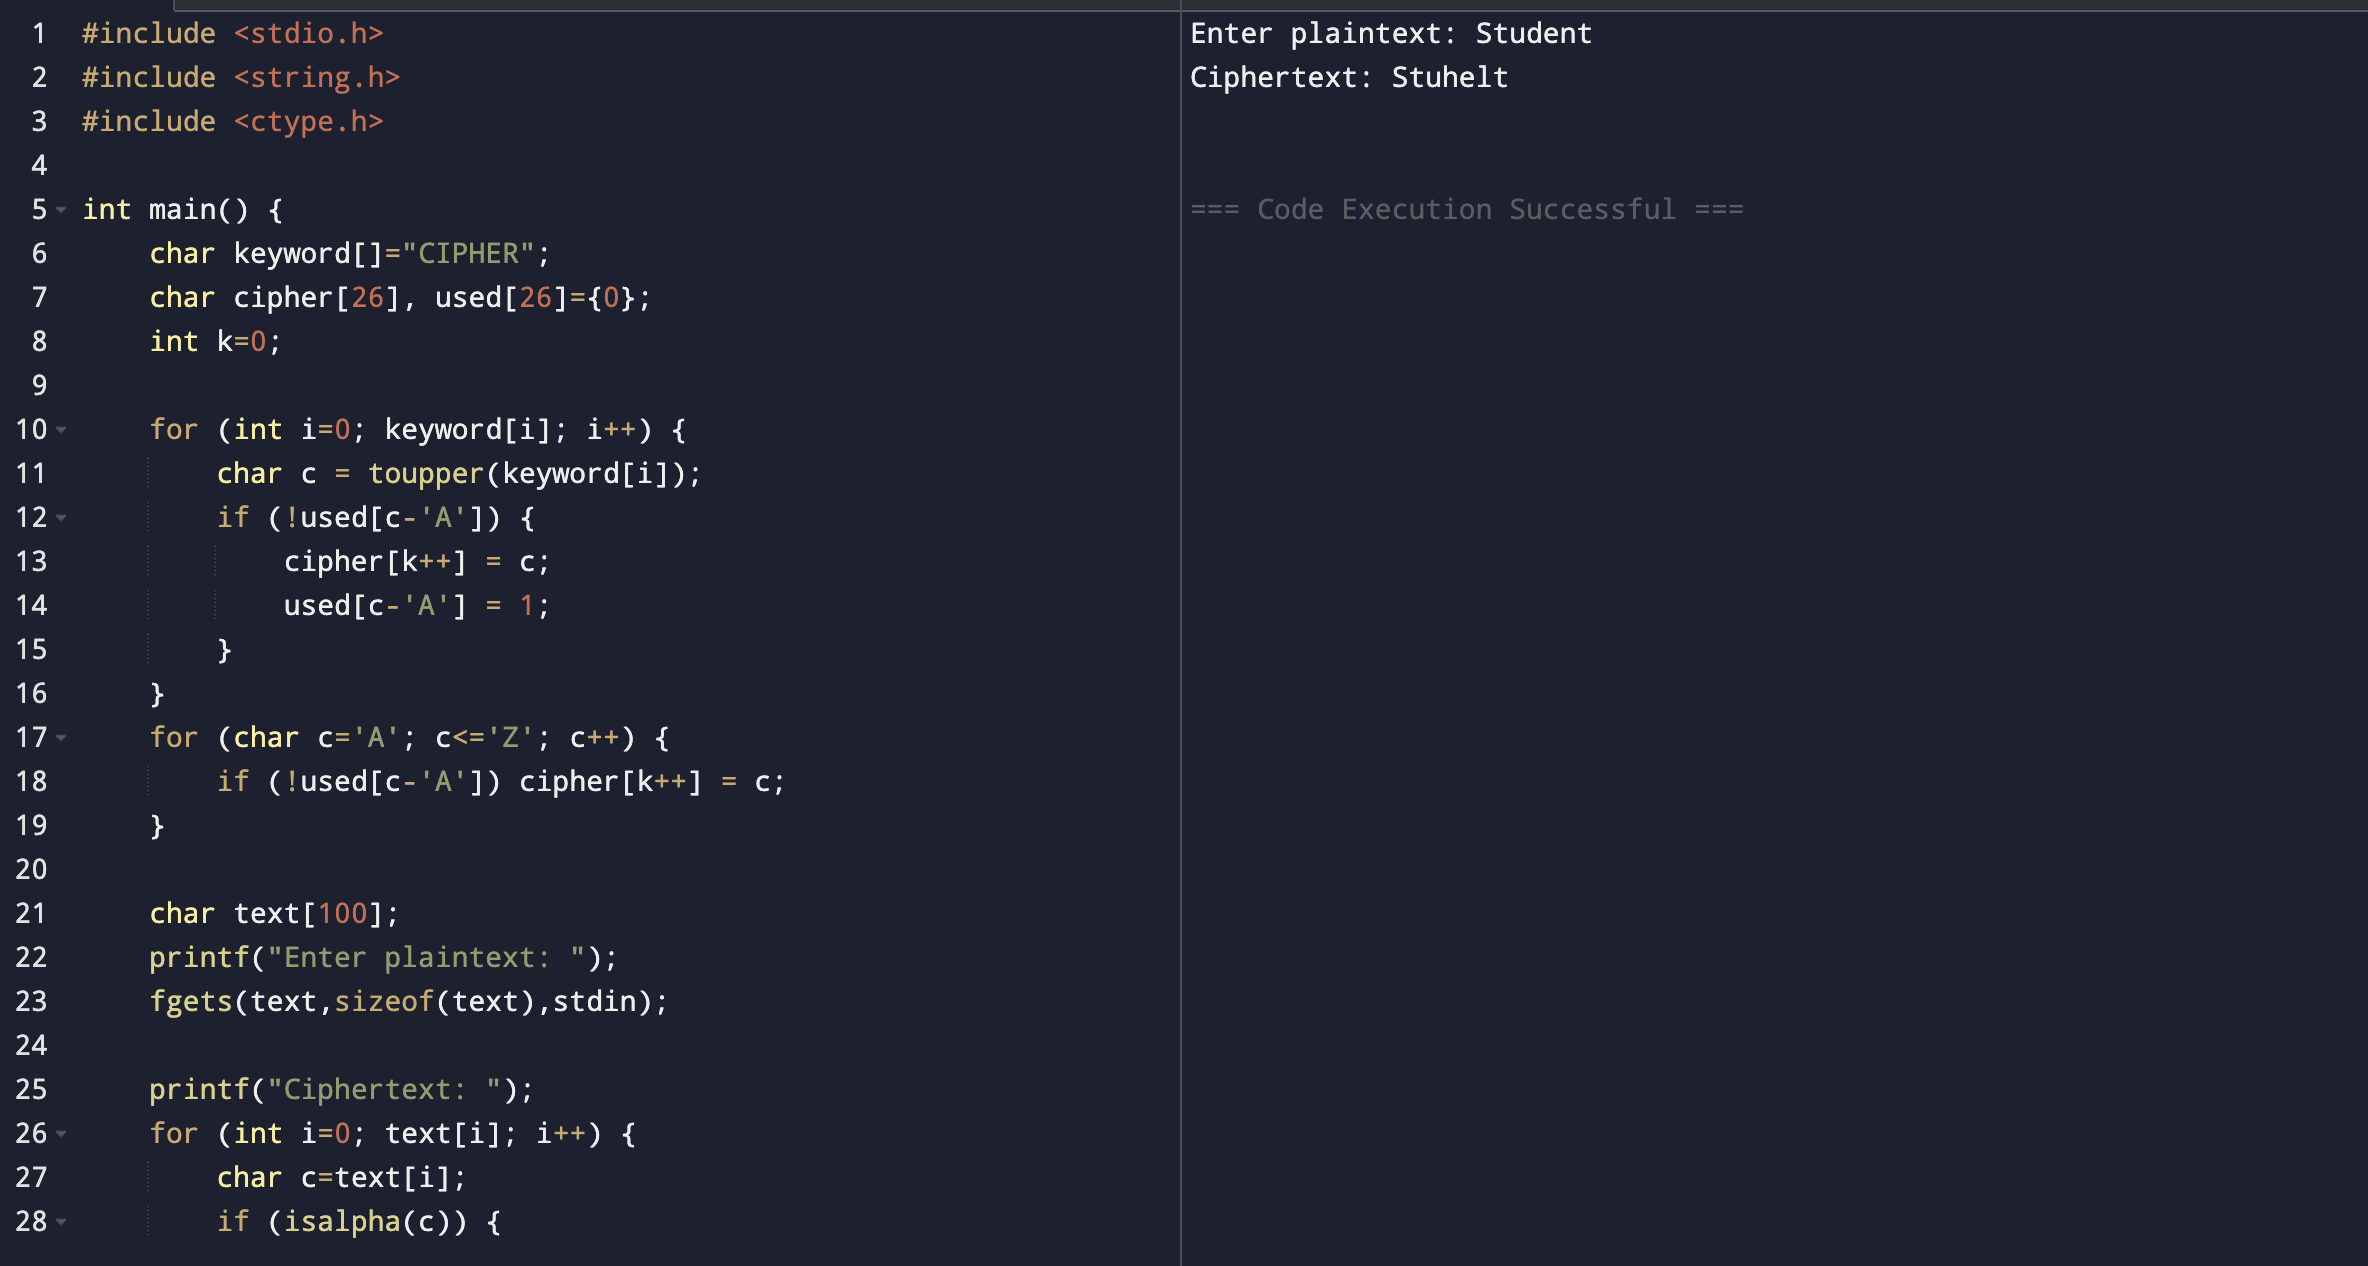 1 #include <stdio.h>
2 #include <string.h>
3 #include <ctype.h>
4
5 int main() {
6     char keyword[]="CIPHER";
7     char cipher[26], used[26]={0};
8     int k=0;
9
10     for (int i=0; keyword[i]; i++) {
11         char c = toupper(keyword[i]);
12         if (!used[c-'A']) {
13             cipher[k++] = c;
14             used[c-'A'] = 1;
15         }
16     }
17     for (char c='A'; c<='Z'; c++) {
18         if (!used[c-'A']) cipher[k++] = c;
19     }
20
21     char text[100];
22     printf("Enter plaintext: ");
23     fgets(text,sizeof(text),stdin);
24
25     printf("Ciphertext: ");
26     for (int i=0; text[i]; i++) {
27         char c=text[i];
28         if (isalpha(c)) {
Enter plaintext: Student
Ciphertext: Stuhelt
=== Code Execution Successful ===